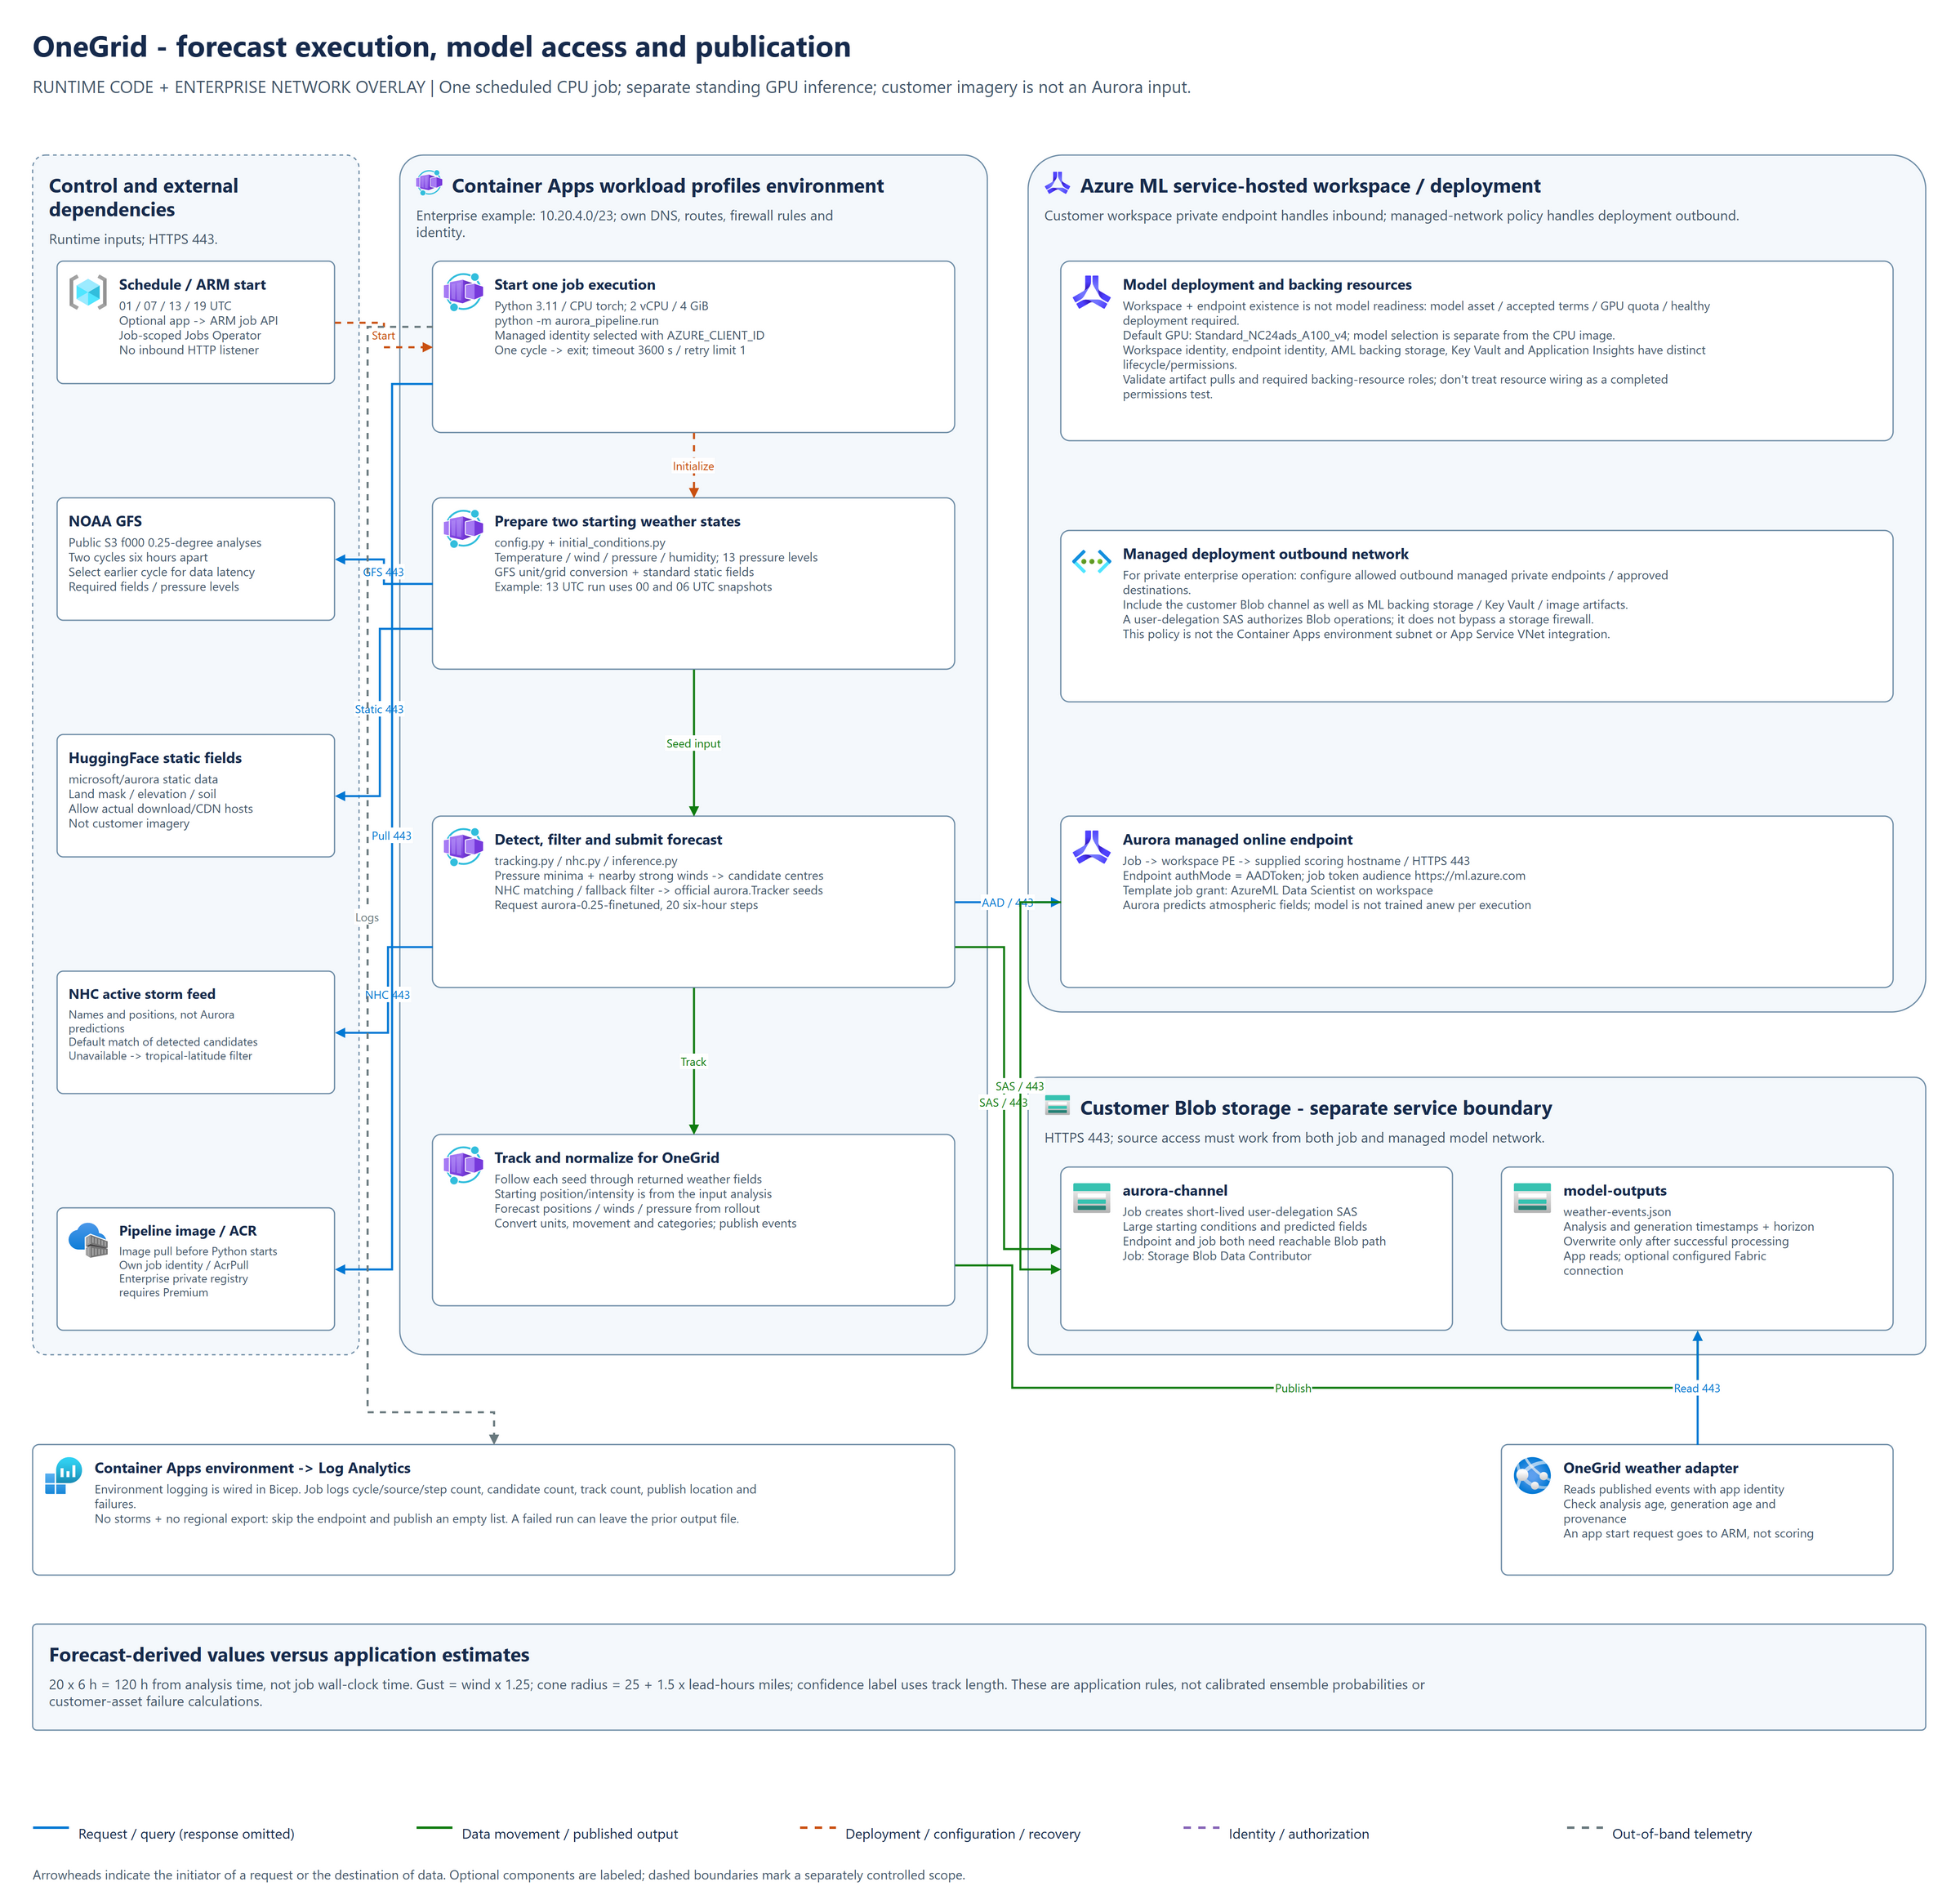 OneGrid - forecast execution, model access and publication
RUNTIME CODE + ENTERPRISE NETWORK OVERLAY | One scheduled CPU job; separate standing GPU inference; customer imagery is not an Aurora input.
Control and external
dependencies
Runtime inputs; HTTPS 443.
Schedule / ARM start
01 / 07 / 13 / 19 UTC
Optional app -> ARM job API
Job-scoped Jobs Operator
No inbound HTTP listener
NOAA GFS
Public S3 f000 0.25-degree analyses
Two cycles six hours apart
Select earlier cycle for data latency
Required fields / pressure levels
HuggingFace static fields
microsoft/aurora static data
Land mask / elevation / soil
Allow actual download/CDN hosts
Not customer imagery
NHC active storm feed
Names and positions, not Aurora
predictions
Default match of detected candidates
Unavailable -> tropical-latitude filter
Pipeline image / ACR
Image pull before Python starts
Own job identity / AcrPull
Enterprise private registry
requires Premium
Start
GFS 443
Static 443
Pull 443
Logs
NHC 443
Container Apps workload profiles environment
Enterprise example: 10.20.4.0/23; own DNS, routes, firewall rules and
identity.
Start one job execution
Python 3.11 / CPU torch; 2 vCPU / 4 GiB
python -m aurora_pipeline.run
Managed identity selected with AZURE_CLIENT_ID
One cycle -> exit; timeout 3600 s / retry limit 1
Initialize
Prepare two starting weather states
config.py + initial_conditions.py
Temperature / wind / pressure / humidity; 13 pressure levels
GFS unit/grid conversion + standard static fields
Example: 13 UTC run uses 00 and 06 UTC snapshots
Seed input
Detect, filter and submit forecast
tracking.py / nhc.py / inference.py
Pressure minima + nearby strong winds -> candidate centres
NHC matching / fallback filter -> official aurora.Tracker seeds
Request aurora-0.25-finetuned, 20 six-hour steps
Track
Track and normalize for OneGrid
Follow each seed through returned weather fields
Starting position/intensity is from the input analysis
Forecast positions / winds / pressure from rollout
Convert units, movement and categories; publish events
AAD / 443
SAS / 443
SAS / 443
Azure ML service-hosted workspace / deployment
Customer workspace private endpoint handles inbound; managed-network policy handles deployment outbound.
Model deployment and backing resources
Workspace + endpoint existence is not model readiness: model asset / accepted terms / GPU quota / healthy
deployment required.
Default GPU: Standard_NC24ads_A100_v4; model selection is separate from the CPU image.
Workspace identity, endpoint identity, AML backing storage, Key Vault and Application Insights have distinct
lifecycle/permissions.
Validate artifact pulls and required backing-resource roles; don't treat resource wiring as a completed
permissions test.
Managed deployment outbound network
For private enterprise operation: configure allowed outbound managed private endpoints / approved
destinations.
Include the customer Blob channel as well as ML backing storage / Key Vault / image artifacts.
A user-delegation SAS authorizes Blob operations; it does not bypass a storage firewall.
This policy is not the Container Apps environment subnet or App Service VNet integration.
Aurora managed online endpoint
Job -> workspace PE -> supplied scoring hostname / HTTPS 443
Endpoint authMode = AADToken; job token audience https://ml.azure.com
Template job grant: AzureML Data Scientist on workspace
Aurora predicts atmospheric fields; model is not trained anew per execution
Customer Blob storage - separate service boundary
HTTPS 443; source access must work from both job and managed model network.
aurora-channel
Job creates short-lived user-delegation SAS
Large starting conditions and predicted fields
Endpoint and job both need reachable Blob path
Job: Storage Blob Data Contributor
model-outputs
weather-events.json
Analysis and generation timestamps + horizon
Overwrite only after successful processing
App reads; optional configured Fabric
connection
Publish
Read 443
Container Apps environment -> Log Analytics
Environment logging is wired in Bicep. Job logs cycle/source/step count, candidate count, track count, publish location and
failures.
No storms + no regional export: skip the endpoint and publish an empty list. A failed run can leave the prior output file.
OneGrid weather adapter
Reads published events with app identity
Check analysis age, generation age and
provenance
An app start request goes to ARM, not scoring
Forecast-derived values versus application estimates
20 x 6 h = 120 h from analysis time, not job wall-clock time. Gust = wind x 1.25; cone radius = 25 + 1.5 x lead-hours miles; confidence label uses track length. These are application rules, not calibrated ensemble probabilities or
customer-asset failure calculations.
Request / query (response omitted)
Data movement / published output
Deployment / configuration / recovery
Identity / authorization
Out-of-band telemetry
Arrowheads indicate the initiator of a request or the destination of data. Optional components are labeled; dashed boundaries mark a separately controlled scope.